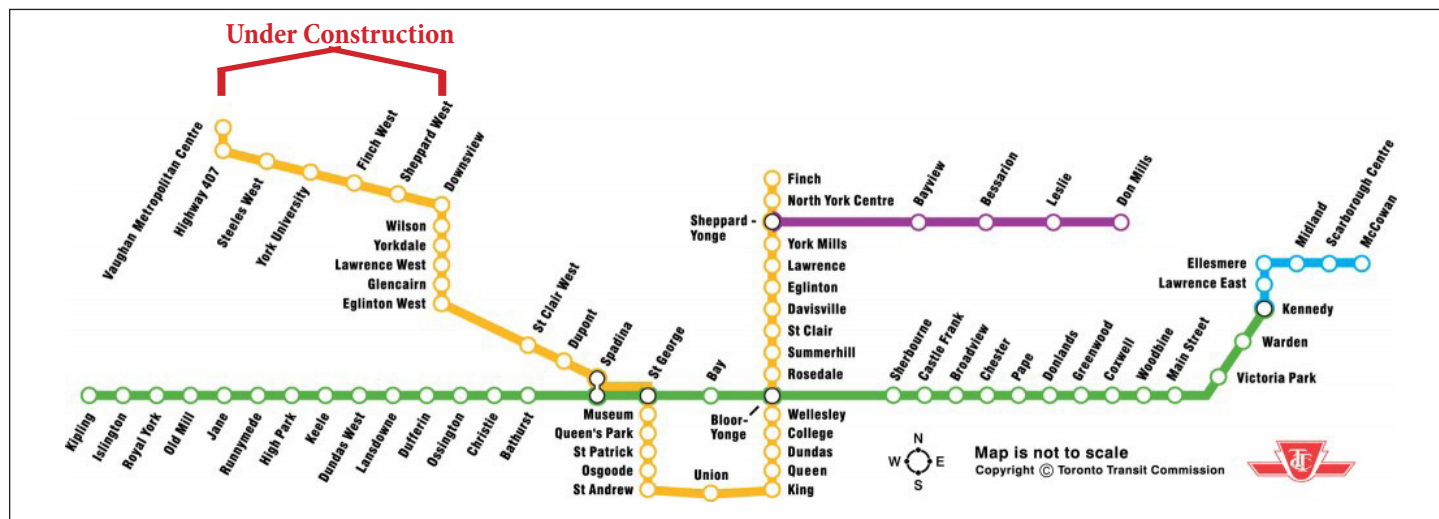 Under Construction
Vaughan Metropolitan Centre
Highway 407
Steeles West
York University
Finch West
Sheppard West
Downsview
Wilson
Yorkdale
Lawrence West
Glencairn
Eglinton West
St Clair West
Dupont
Spadina
St George
Bay
Finch
North York Centre
Sheppard -
Yonge
Bayview
Bessarion
Leslie
Don Mills
York Mills
Lawrence
Eglinton
Davisville
St Clair
Summerhill
Rosedale
Bloor-
Yonge
Sherbourne
Castle Frank
Broadview
Chester
Pape
Donlands
Greenwood
Coxwell
Woodbine
Main Street
Victoria Park
Warden
Kennedy
Lawrence East
Ellesmere
Midland
Scarborough Centre
McCowan
Kipling
Islington
Royal York
Old Mill
Jane
Runnymede
High Park
Keele
Dundas West
Lansdowne
Dufferin
Ossington
Christie
Bathurst
Museum
Queen's Park
St Patrick
Osgoode
St Andrew
Union
Wellesley
College
Dundas
Queen
King
N
W E
S
Map is not to scale
Copyright © Toronto Transit Commission
TTC